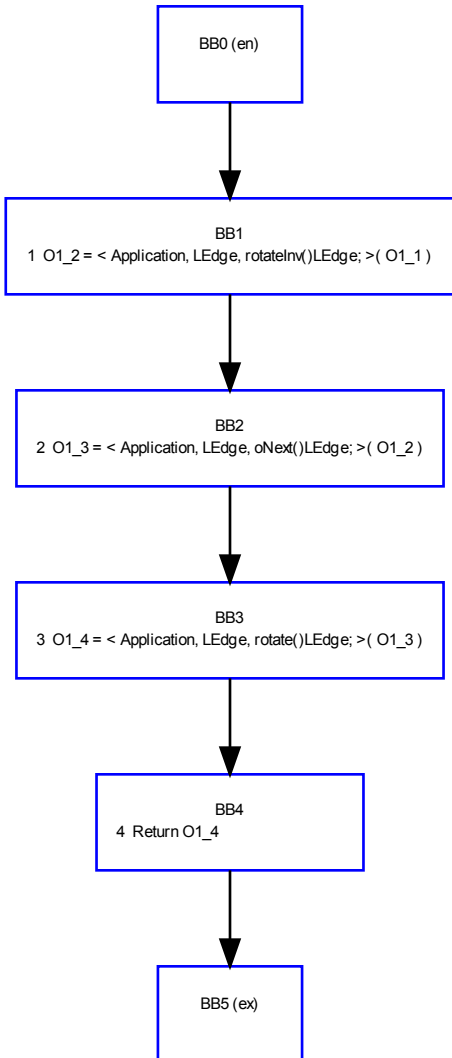 BB0 (en)
BB1
1 O1_2 = < Application, LEdge, rotateInv()LEdge; >( O1_1 )
BB2
2 O1_3 = < Application, LEdge, oNext()LEdge; >( O1_2 )
BB3
3 O1_4 = < Application, LEdge, rotate()LEdge; >( O1_3 )
BB4
4 Return O1_4
BB5 (ex)